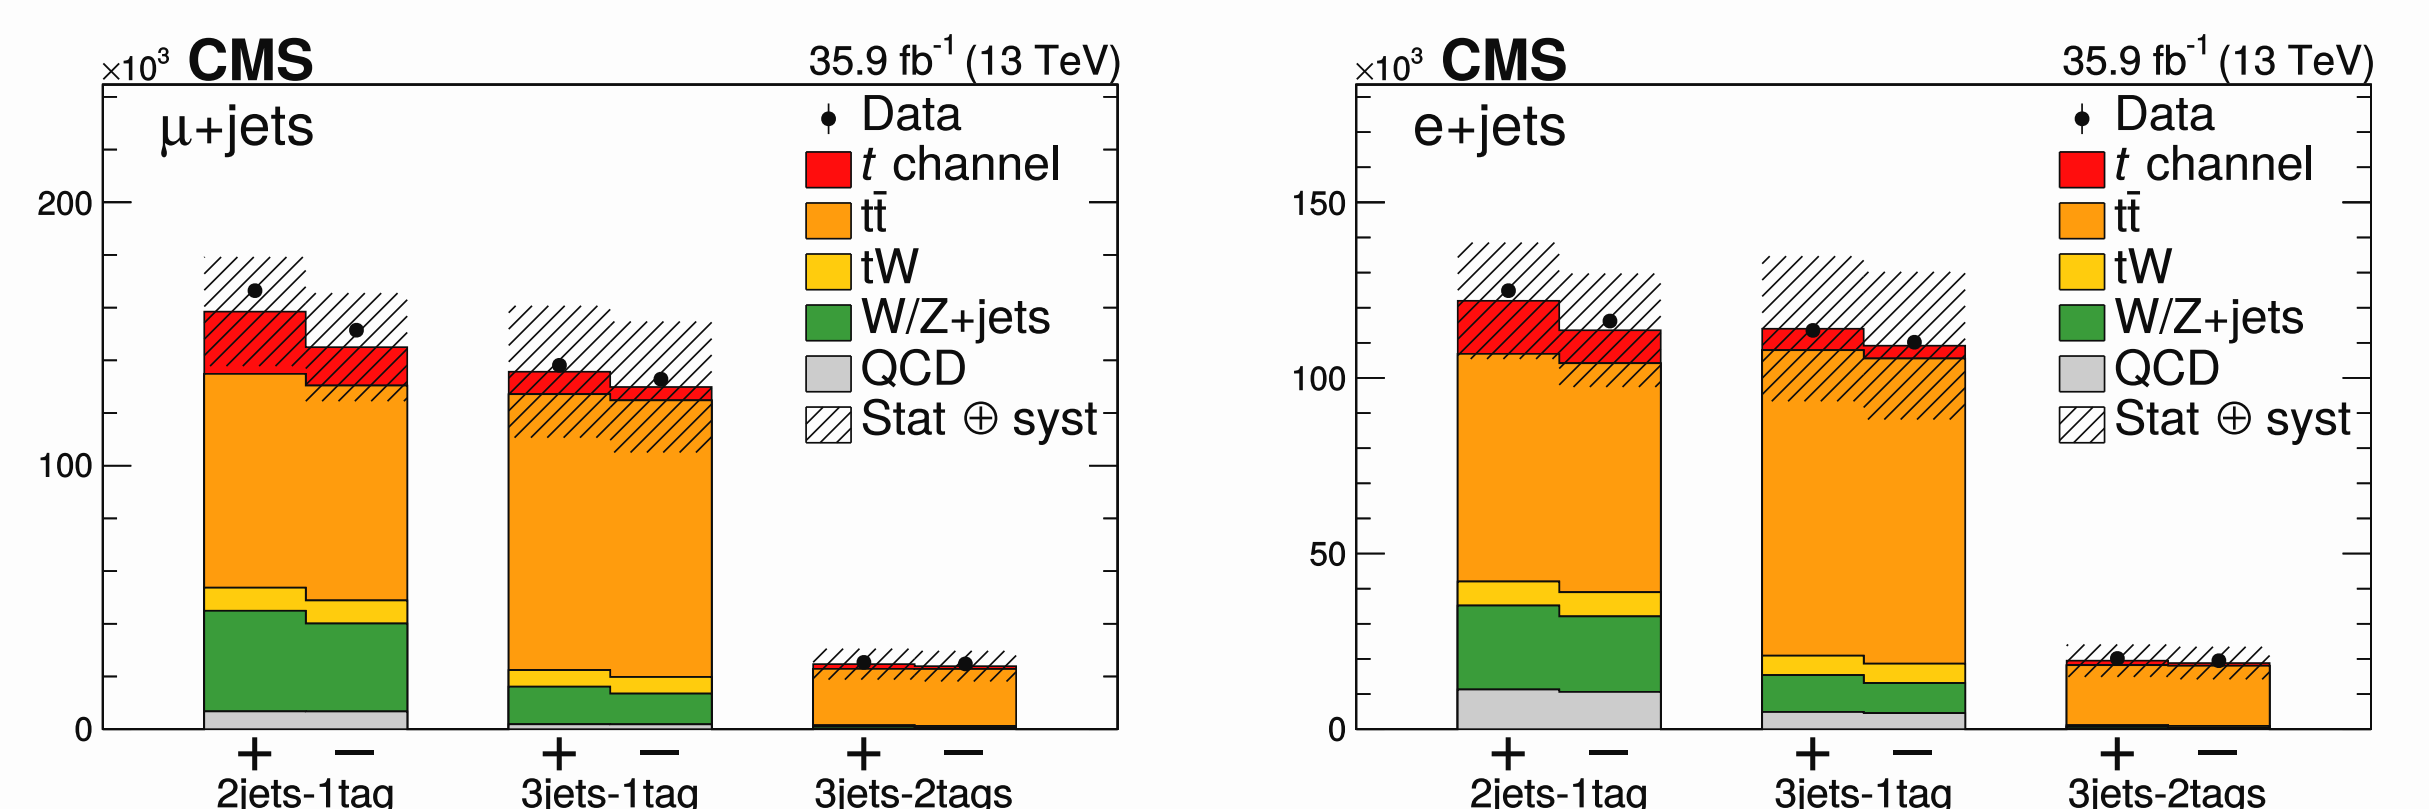 ×10³ CMS 35.9 fb⁻¹ (13 TeV)
μ+jets
Data
t channel
tt̄
tW
W/Z+jets
QCD
Stat ⊕ syst
200
100
0
+ − + − + −
2jets-1tag 3jets-1tag 3jets-2tags
×10³ CMS 35.9 fb⁻¹ (13 TeV)
e+jets
Data
t channel
tt̄
tW
W/Z+jets
QCD
Stat ⊕ syst
150
100
50
0
+ − + − + −
2jets-1tag 3jets-1tag 3jets-2tags